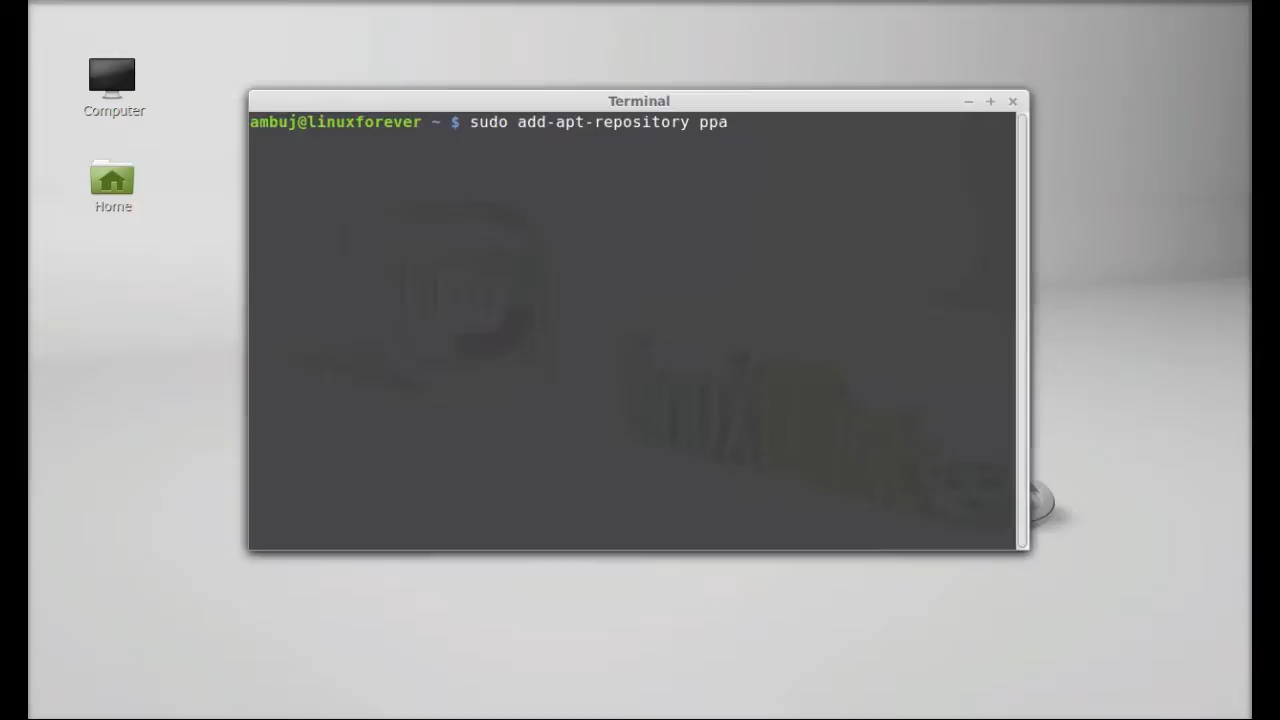 Computer
Home
Terminal
ambuj@linuxforever ~ $ sudo add-apt-repository ppa